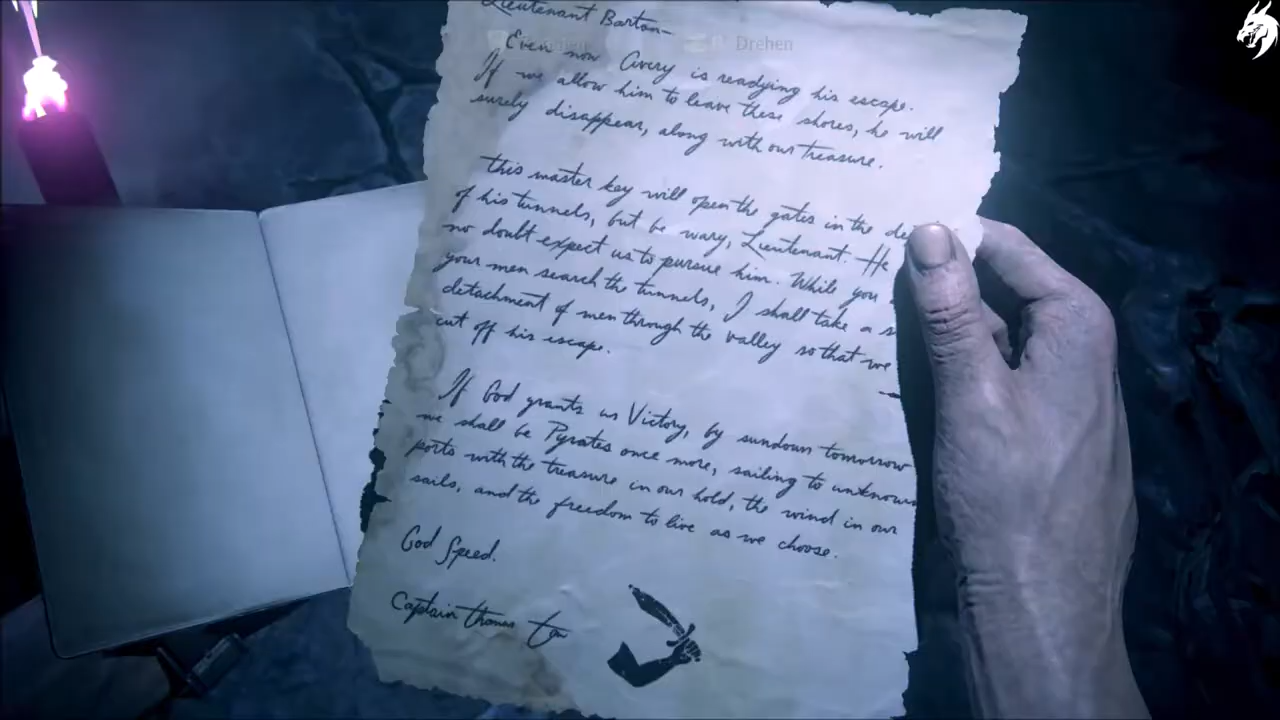 Lieutenant Barton-
Drehen
Even now Avery is readying his escape.
If we allow him to leave these shores, he will
surely disappear, along with our treasure.
this master key will open the gates in the
of his tunnels, but be wary, Lieutenant. He
no doubt expect us to pursue him. While you
your men search the tunnels, I shall take a
detachment of men through the valley so that we
cut off his escape.
If God grants us Victory, by sundown tomorrow
we shall be Pyrates once more, sailing to unknown
ports with the treasure in our hold, the wind in our
sails, and the freedom to live as we choose.
God Speed.
Captain Thomas Tew